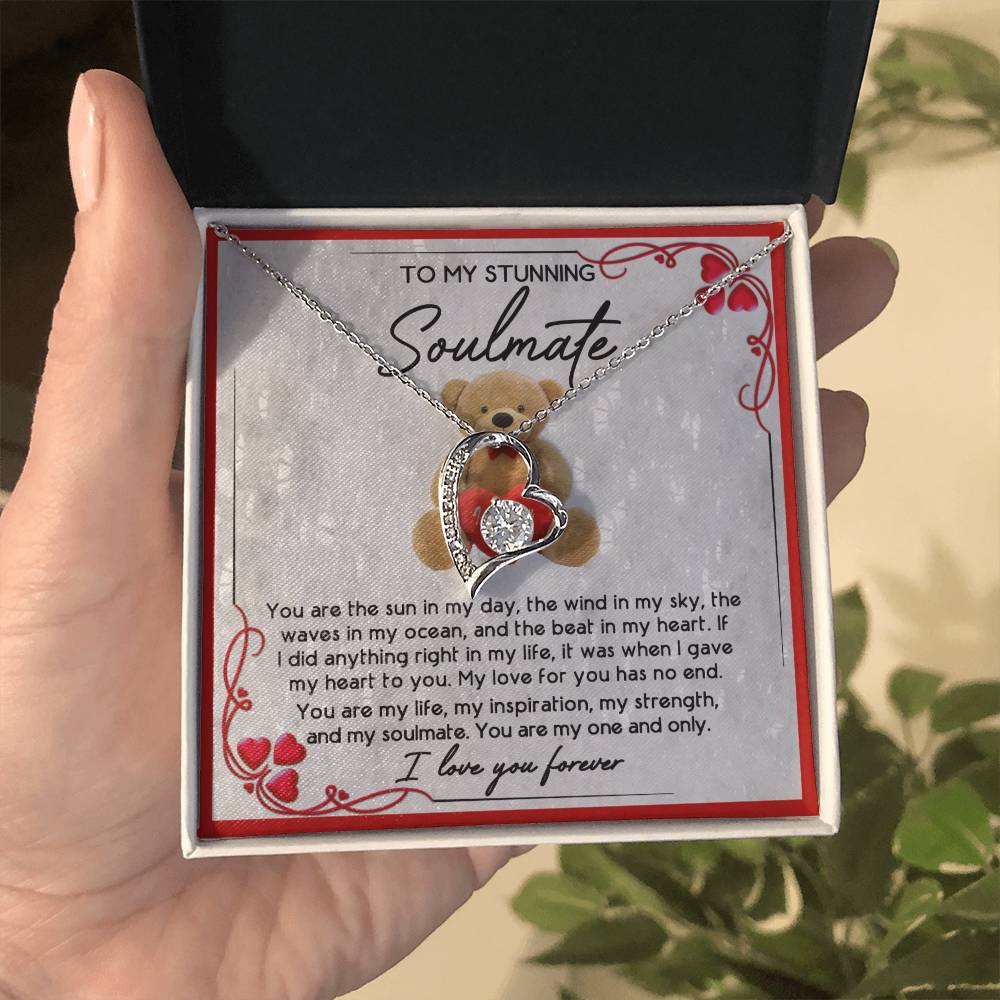 TO MY STUNNING
Soulmate
You are the sun in my day, the wind in my sky, the
waves in my ocean, and the beat in my heart. If
I did anything right in my life, it was when I gave
my heart to you. My love for you has no end.
You are my life, my inspiration, my strength,
and my soulmate. You are my one and only.
I love you forever